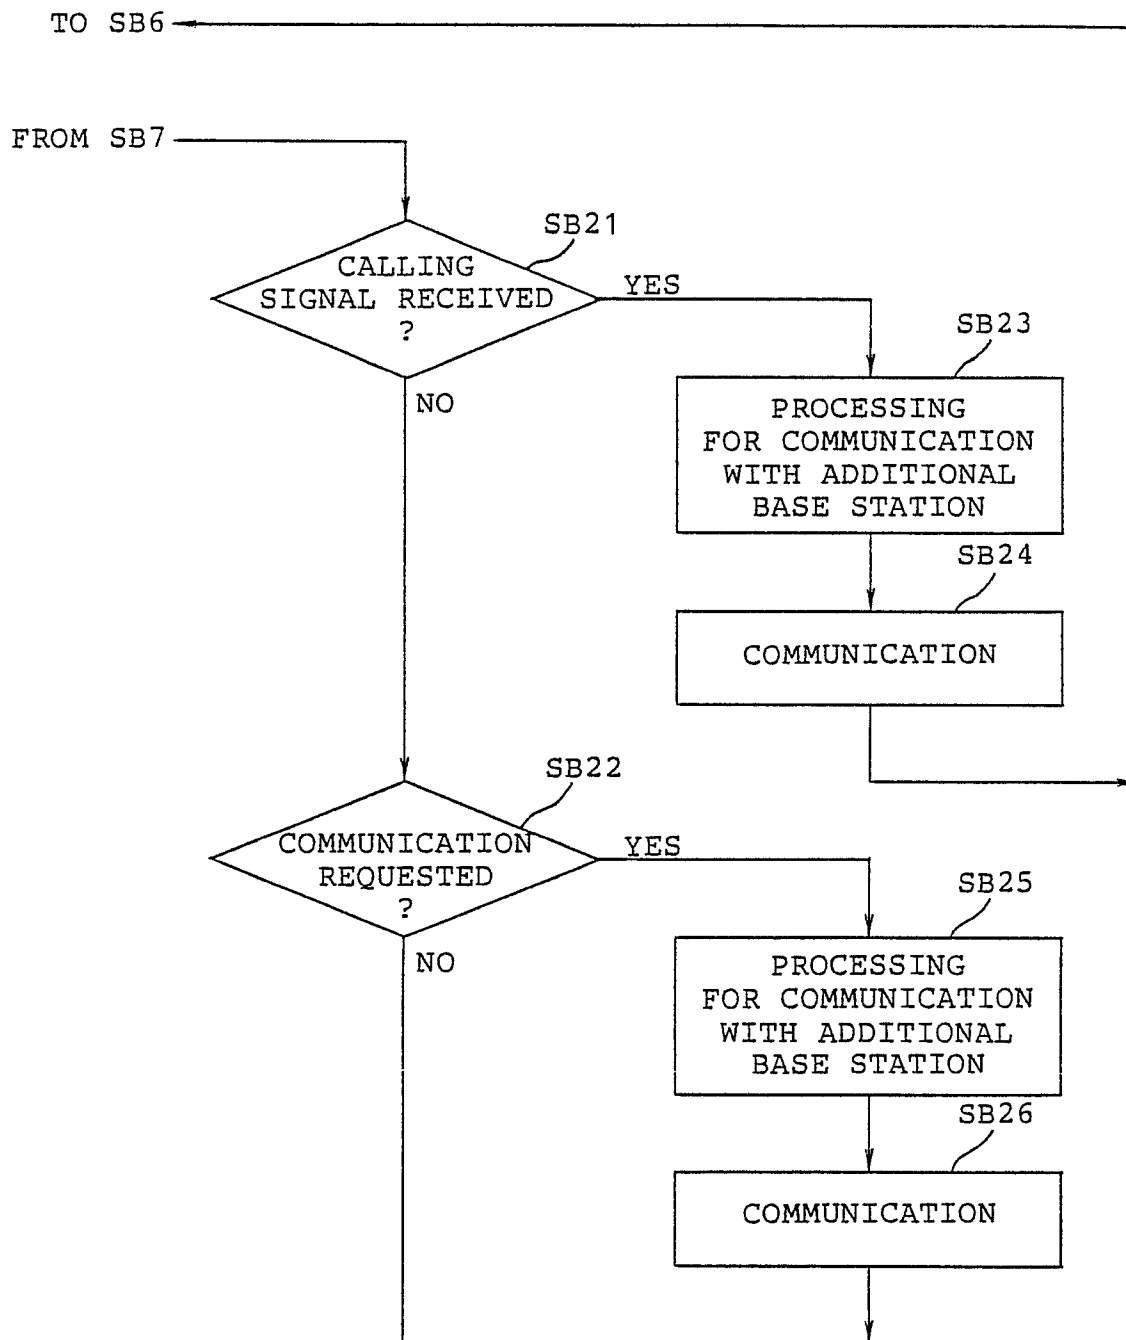 TO SB6
FROM SB7
SB21
CALLING
SIGNAL RECEIVED
?
YES
NO
SB23
PROCESSING
FOR COMMUNICATION
WITH ADDITIONAL
BASE STATION
SB24
COMMUNICATION
SB22
COMMUNICATION
REQUESTED
?
YES
NO
SB25
PROCESSING
FOR COMMUNICATION
WITH ADDITIONAL
BASE STATION
SB26
COMMUNICATION